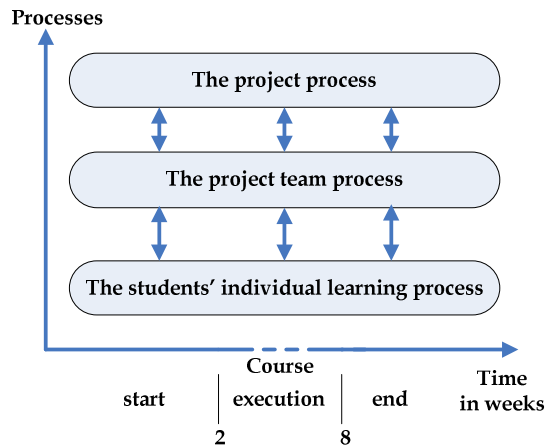 Processes
The project process
The project team process
The students’ individual learning process
Course
Time
in weeks
start
execution
end
2
8